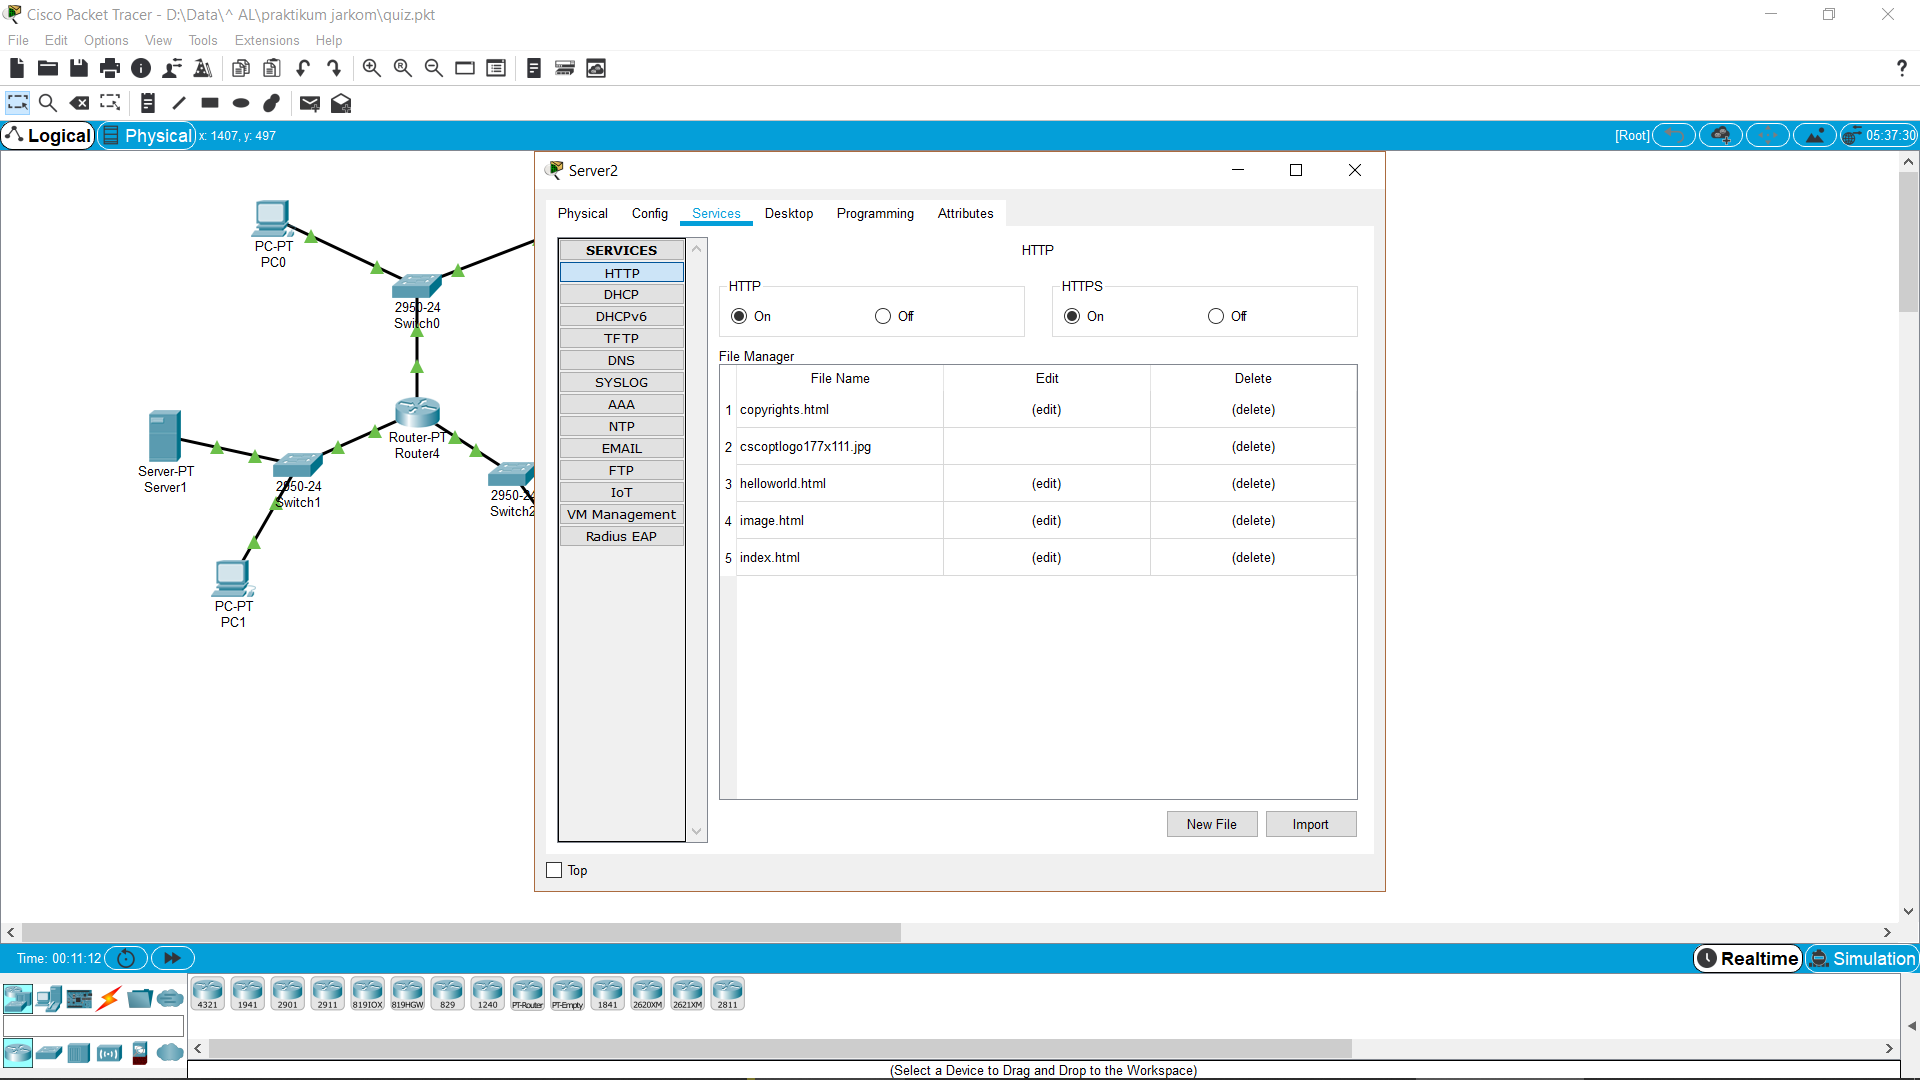 Cisco Packet Tracer - D:\Data\^ AL\praktikum jarkom\quiz.pkt
File Edit Options View Tools Extensions Help
Logical Physical x: 1407, y: 497 [Root] 05:37:30
Server2
Physical Config Services Desktop Programming Attributes
SERVICES
HTTP
DHCP
DHCPv6
TFTP
DNS
SYSLOG
AAA
NTP
EMAIL
FTP
IoT
VM Management
Radius EAP
HTTP
HTTP
On Off
HTTPS
On Off
File Manager
File Name Edit Delete
1 copyrights.html (edit) (delete)
2 cscoptlogo177x111.jpg (delete)
3 helloworld.html (edit) (delete)
4 image.html (edit) (delete)
5 index.html (edit) (delete)
New File Import
Top
PC-PT
PC0
2950-24
Switch0
Router-PT
Router4
Server-PT
Server1
2950-24
Switch1
2950-24
Switch2
PC-PT
PC1
Time: 00:11:12
Realtime Simulation
4321 1941 2901 2911 819IOX 819HGW 829 1240 PT-Router PT-Empty 1841 2620XM 2621XM 2811
(Select a Device to Drag and Drop to the Workspace)